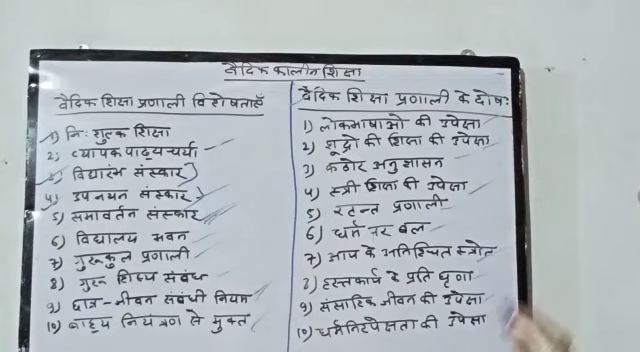 वैदिक कालीन शिक्षा
वैदिक शिक्षा प्रणाली विशेषताएँ
1) निः शुल्क शिक्षा
2) व्यापक पाठ्यचर्या
3) विद्यारंभ संस्कार
4) उपनयन संस्कार
5) समावर्तन संस्कार
6) विद्यालय भवन
7) गुरुकुल प्रणाली
8) गुरु शिष्य संबंध
9) छात्र-जीवन संबंधी नियम
10) बाह्य नियंत्रण से मुक्त
वैदिक शिक्षा प्रणाली के दोषः
1) लोकभाषाओ की उपेक्षा
2) शूद्रो की शिक्षा की उपेक्षा
3) कठोर अनुशासन
4) स्त्री शिक्षा की उपेक्षा
5) रटन्त प्रणाली
6) धर्म पर बल
7) आय के अनिश्चित स्त्रोत
8) हस्तकार्य के प्रति घृणा
9) संसारिक जीवन की उपेक्षा
10) धर्मनिरपेक्षता की उपेक्षा